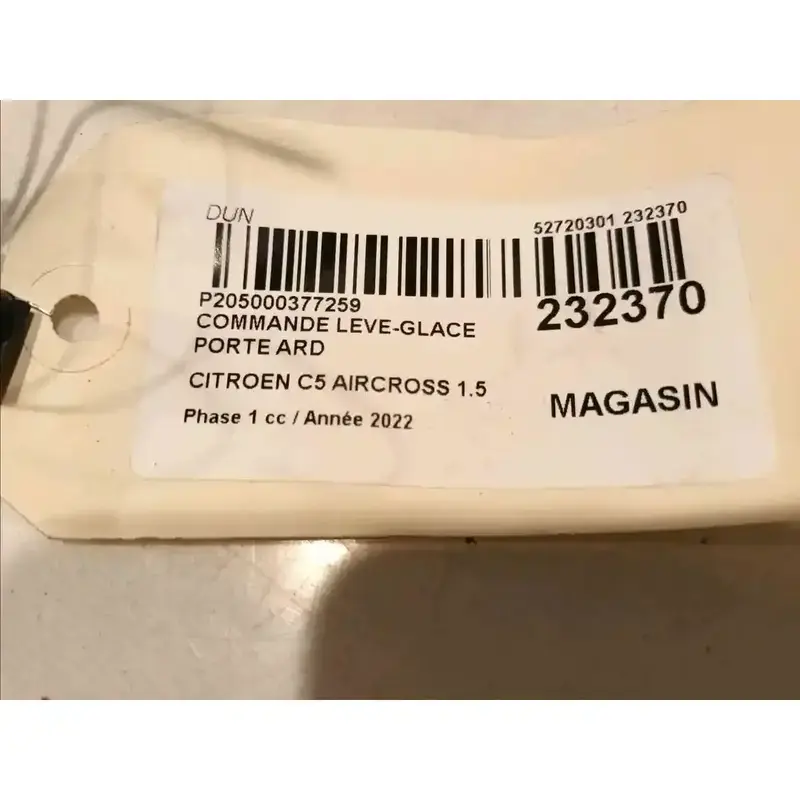 DUN
52720301 232370
P205000377259
232370
COMMANDE LEVE-GLACE
PORTE ARD
CITROEN C5 AIRCROSS 1.5
MAGASIN
Phase 1 cc / Année 2022